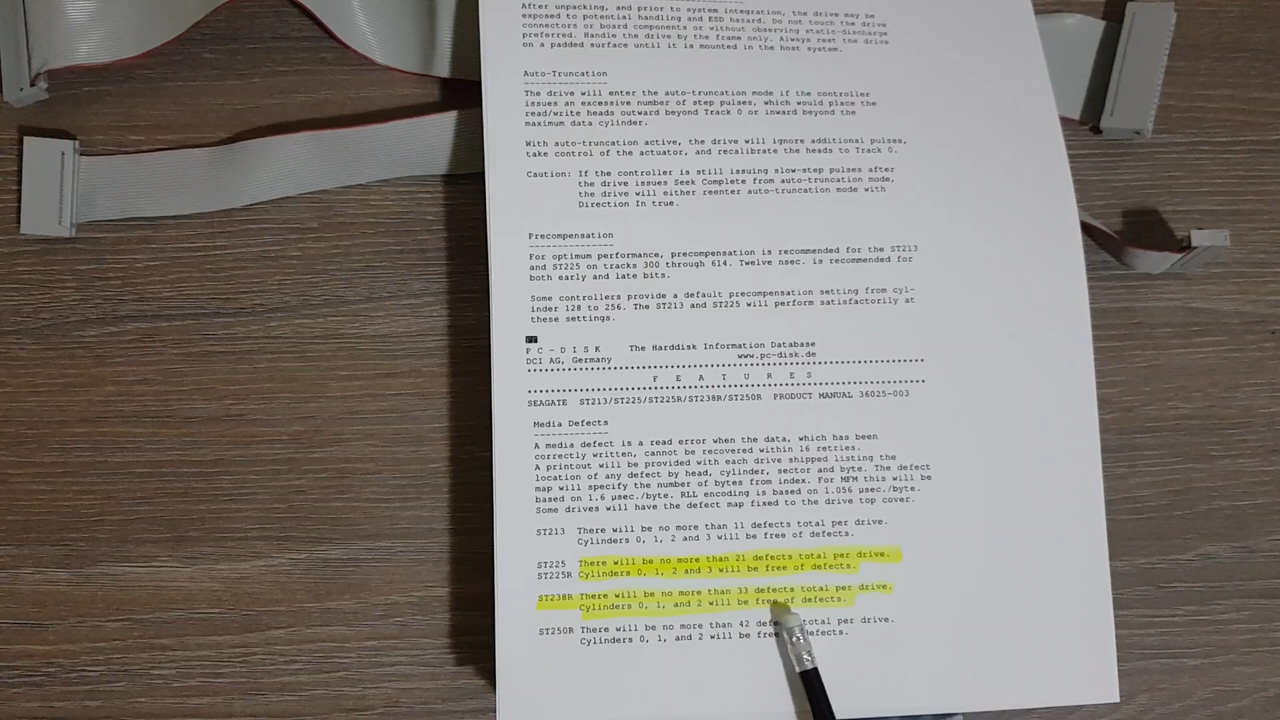 After unpacking, and prior to system integration, the drive may be
exposed to potential handling and ESD hazard. Do not touch the drive
connectors or board components or without observing static-discharge
preferred. Handle the drive by the frame only. Always rest the drive
on a padded surface until it is mounted in the host system.
Auto-Truncation
---------------
The drive will enter the auto-truncation mode if the controller
issues an excessive number of step pulses, which would place the
read/write heads outward beyond Track 0 or inward beyond the
maximum data cylinder.
With auto-truncation active, the drive will ignore additional pulses,
take control of the actuator, and recalibrate the heads to Track 0.
Caution: If the controller is still issuing slow-step pulses after
the drive issues Seek Complete from auto-truncation mode,
the drive will either reenter auto-truncation mode with
Direction In true.
Precompensation
---------------
For optimum performance, precompensation is recommended for the ST213
and ST225 on tracks 300 through 614. Twelve nsec. is recommended for
both early and late bits.
Some controllers provide a default precompensation setting from cyl-
inder 128 to 256. The ST213 and ST225 will perform satisfactorily at
these settings.
FF
P C - D I S K The Harddisk Information Database
DCI AG, Germany www.pc-disk.de
F E A T U R E S
SEAGATE ST213/ST225/ST225R/ST238R/ST250R PRODUCT MANUAL 36025-003
Media Defects
-------------
A media defect is a read error when the data, which has been
correctly written, cannot be recovered within 16 retries.
A printout will be provided with each drive shipped listing the
location of any defect by head, cylinder, sector and byte. The defect
map will specify the number of bytes from index. For MFM this will be
based on 1.6 µsec./byte. RLL encoding is based on 1.056 µsec./byte.
Some drives will have the defect map fixed to the drive top cover.
ST213 There will be no more than 11 defects total per drive.
Cylinders 0, 1, 2 and 3 will be free of defects.
ST225 There will be no more than 21 defects total per drive.
ST225R Cylinders 0, 1, 2 and 3 will be free of defects.
ST238R There will be no more than 33 defects total per drive.
Cylinders 0, 1, and 2 will be free of defects.
ST250R There will be no more than 42 total per drive.
Cylinders 0, 1, and 2 will be free defects.